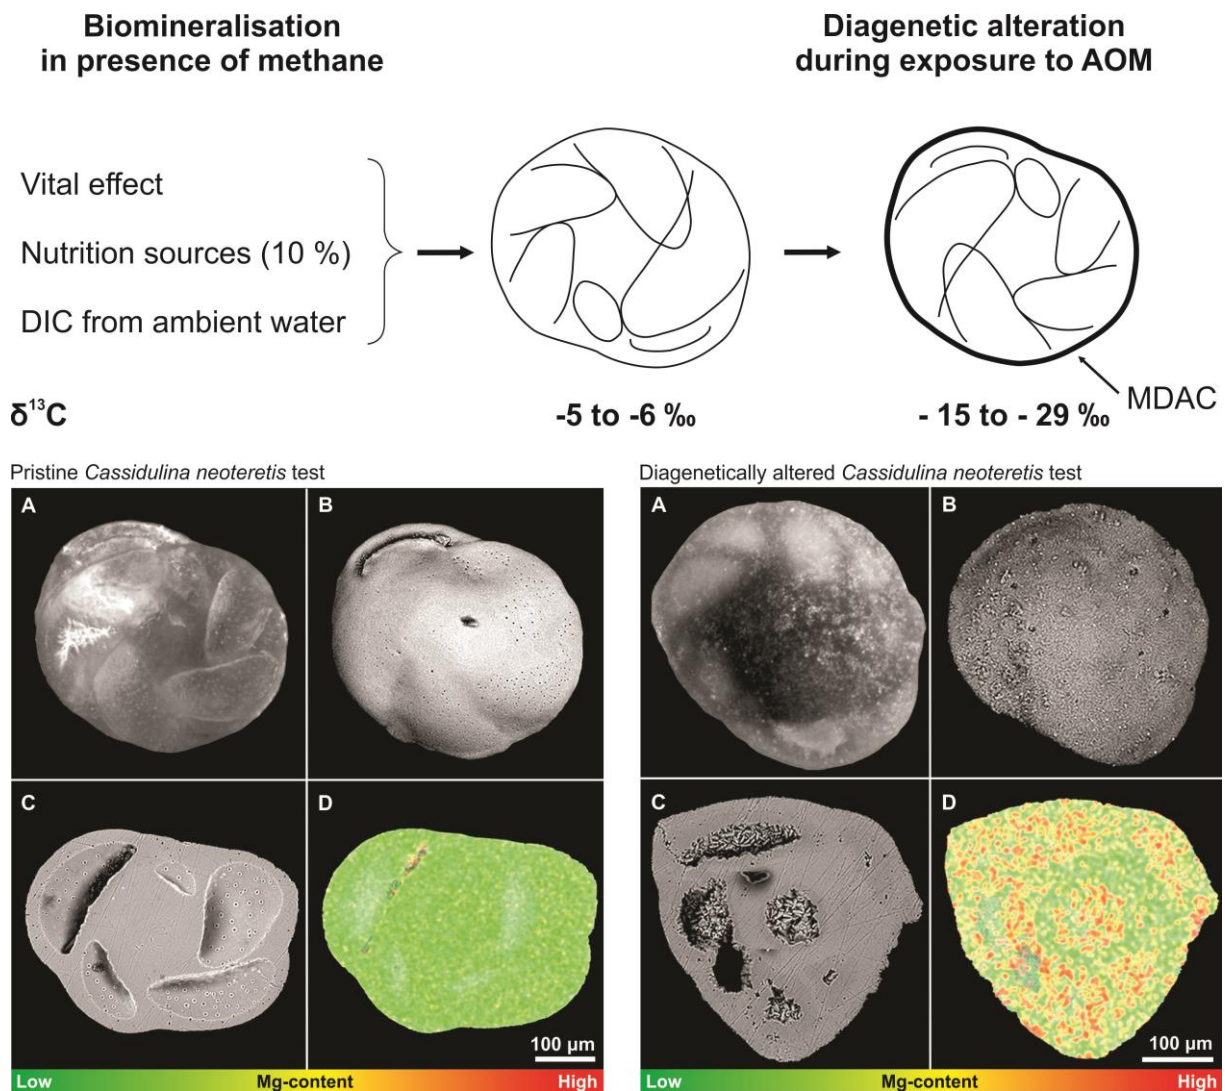 Biomineralisation
in presence of methane
Diagenetic alteration
during exposure to AOM
Vital effect
Nutrition sources (10 %)
DIC from ambient water
MDAC
δ¹³C
-5 to -6 ‰
- 15 to - 29 ‰
Pristine Cassidulina neoteretis test
A
B
C
D
100 µm
Low
Mg-content
High
Diagenetically altered Cassidulina neoteretis test
A
B
C
D
100 µm
Low
Mg-content
High